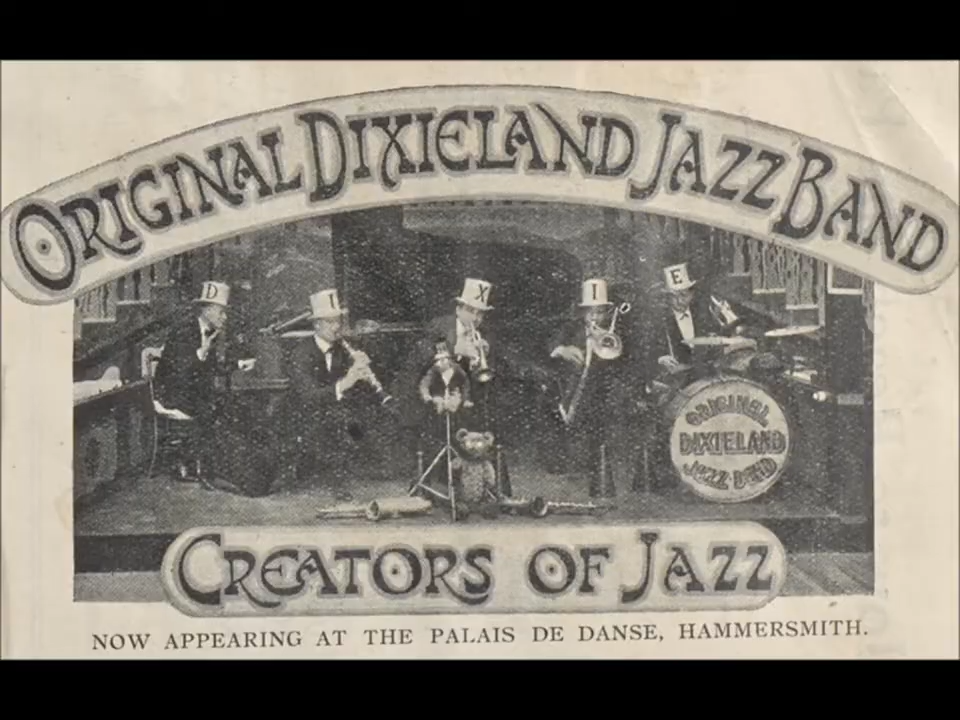 ORIGINAL DIXIELAND JAZZ BAND
D I X I E
ORIGINAL
DIXIELAND
JAZZ BAND
CREATORS OF JAZZ
NOW APPEARING AT THE PALAIS DE DANSE, HAMMERSMITH.